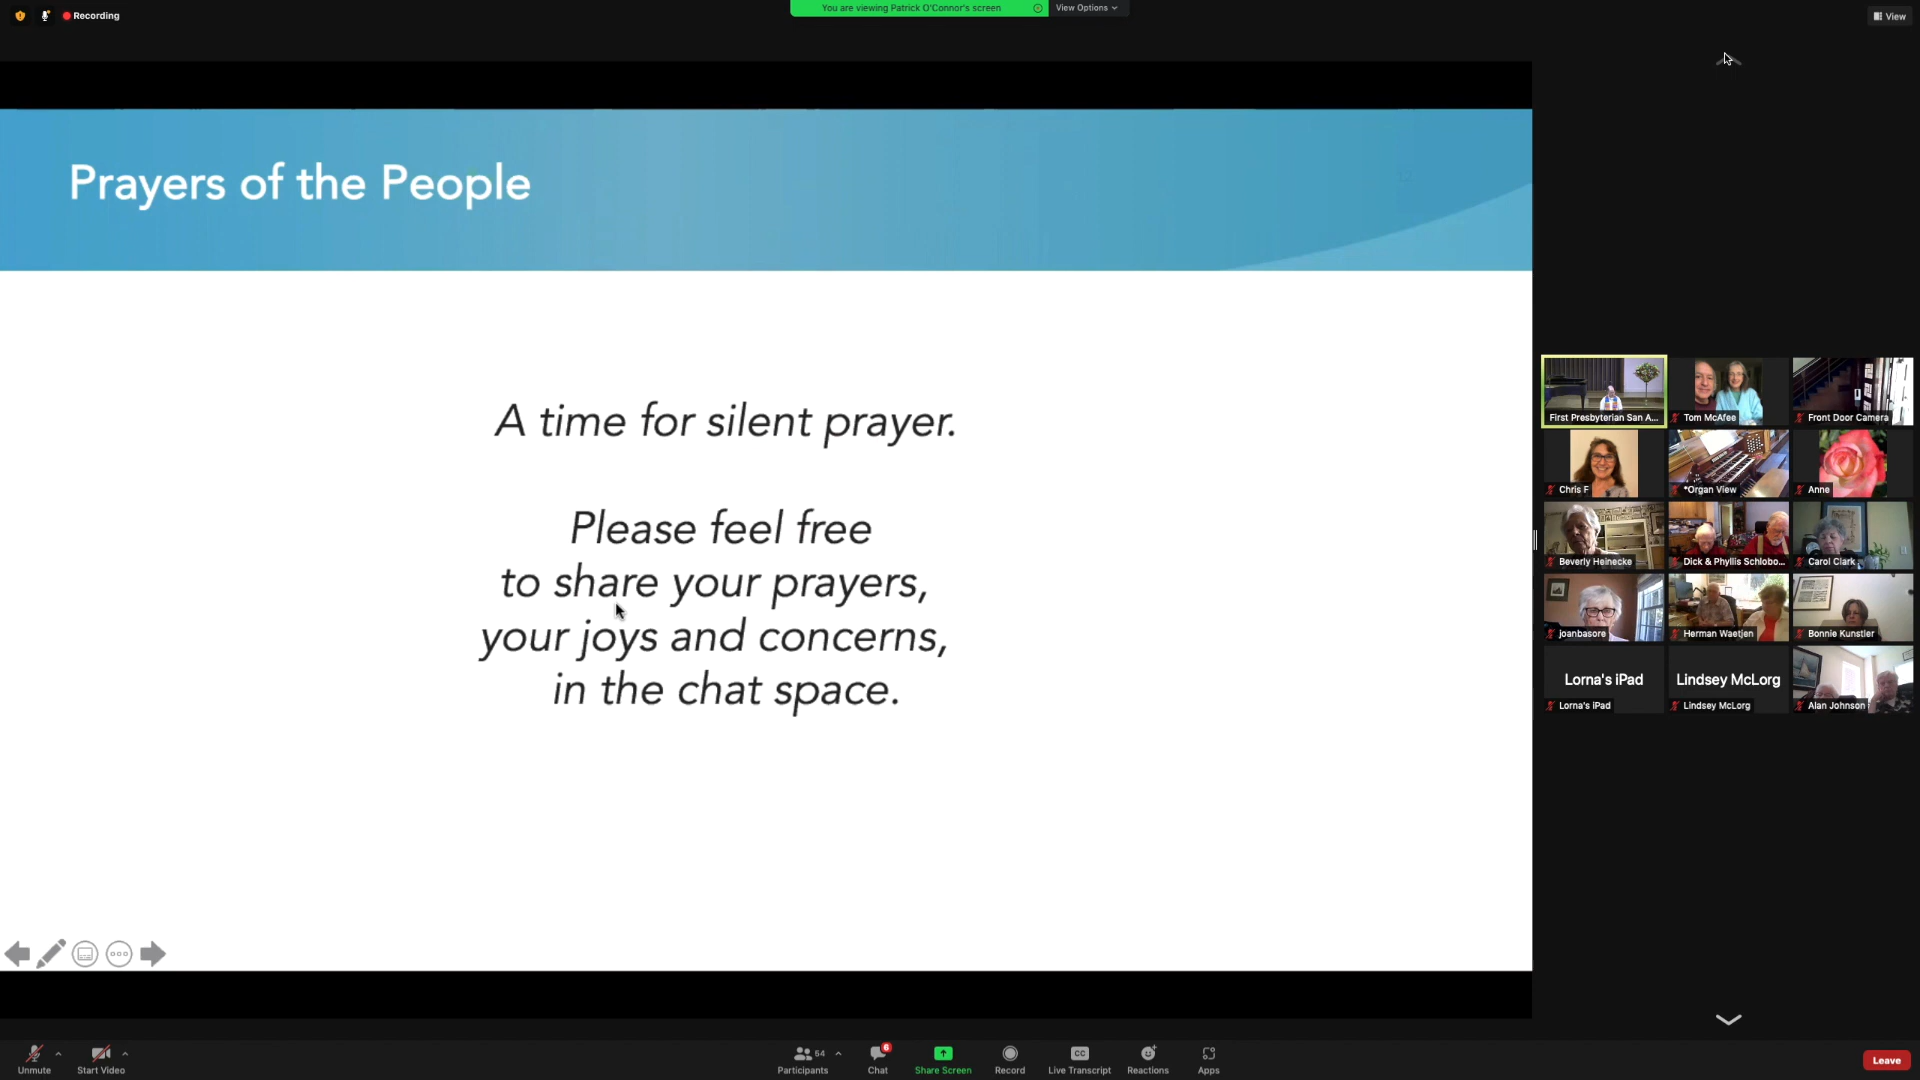 Recording
You are viewing Patrick O'Connor's screen
View Options
View
Prayers of the People
A time for silent prayer.
Please feel free
to share your prayers,
your joys and concerns,
in the chat space.
First Presbyterian San A...
Tom McAfee
Front Door Camera
Chris F
*Organ View
Anne
Beverly Heinecke
Dick & Phyllis Schlobo...
Carol Clark
joanbasore
Herman Waetjen
Bonnie Kunstler
Lorna's iPad
Lindsey McLorg
Lorna's iPad
Lindsey McLorg
Alan Johnson
Unmute
Start Video
Participants
64
Chat
6
Share Screen
Record
CC
Live Transcript
Reactions
Apps
Leave